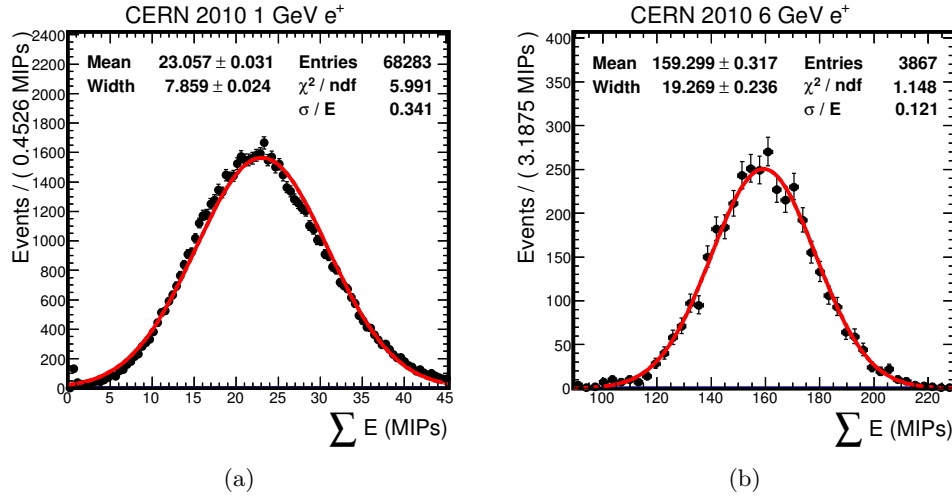 CERN 2010 1 GeV e+
Events / ( 0.4526 MIPs )
Mean 23.057 ± 0.031 Entries 68283
Width 7.859 ± 0.024 χ² / ndf 5.991
σ / E 0.341
2400
2200
2000
1800
1600
1400
1200
1000
800
600
400
200
0
0 5 10 15 20 25 30 35 40 45
∑ E (MIPs)
(a)
CERN 2010 6 GeV e+
Events / ( 3.1875 MIPs )
Mean 159.299 ± 0.317 Entries 3867
Width 19.269 ± 0.236 χ² / ndf 1.148
σ / E 0.121
400
350
300
250
200
150
100
50
0
100 120 140 160 180 200 220
∑ E (MIPs)
(b)